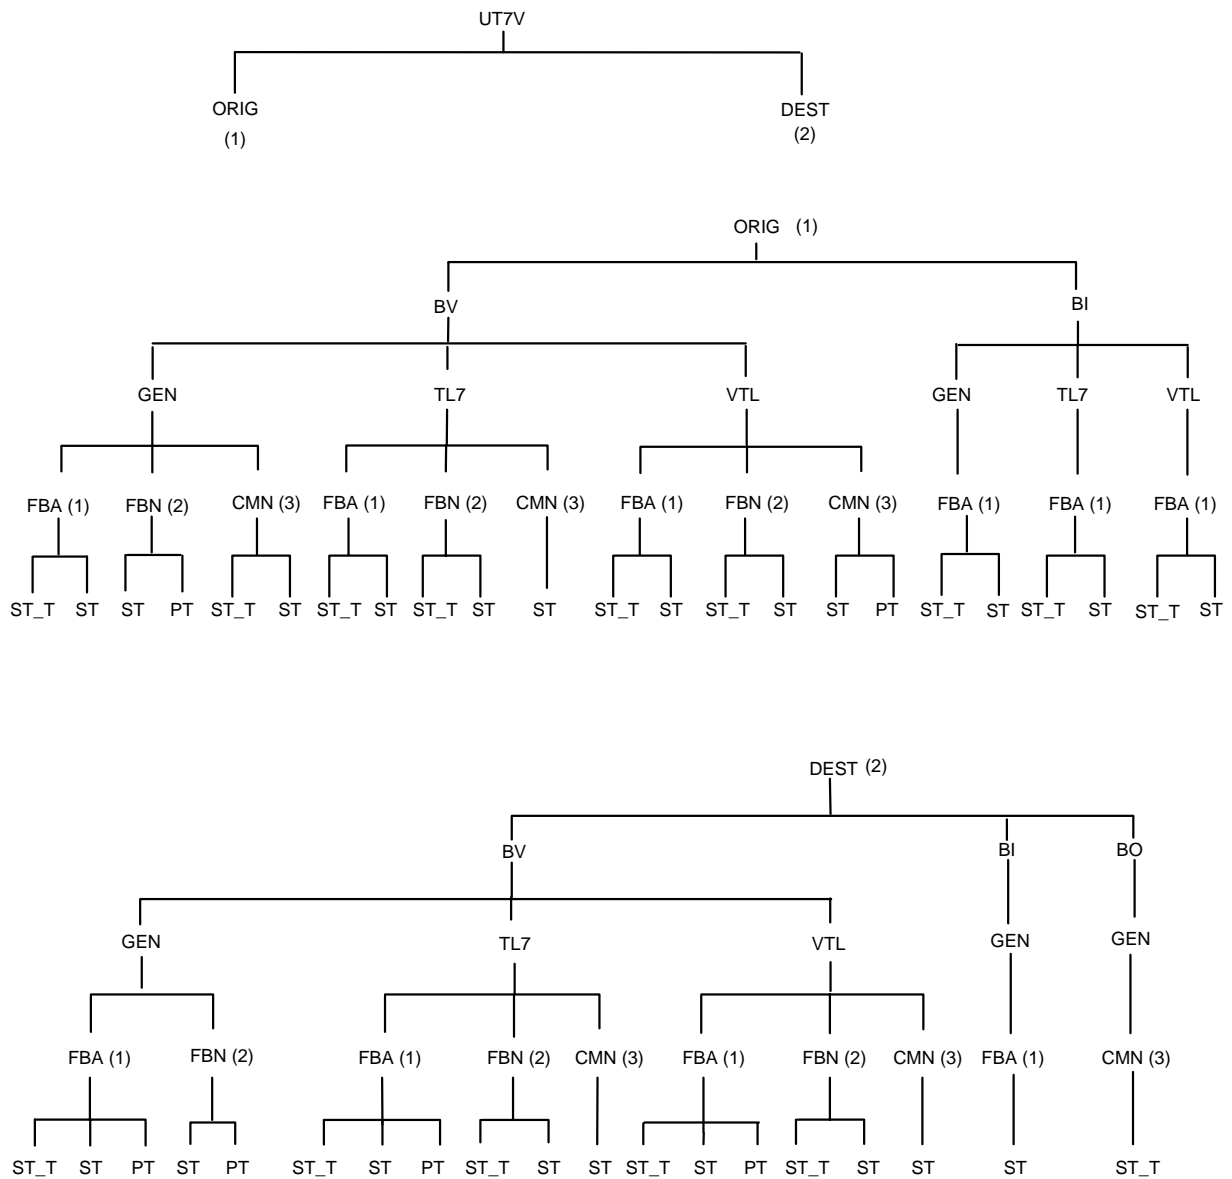 UT7V
ORIG DEST
(1) (2)
ORIG (1)
BV BI
GEN TL7 VTL GEN TL7 VTL
FBA (1) FBN (2) CMN (3) FBA (1) FBN (2) CMN (3) FBA (1) FBN (2) CMN (3) FBA (1) FBA (1) FBA (1)
ST_T ST ST PT ST_T ST ST_T ST ST_T ST ST ST_T ST ST_T ST ST PT ST_T ST ST_T ST ST_T ST
DEST (2)
BV BI BO
GEN TL7 VTL GEN GEN
FBA (1) FBN (2) FBA (1) FBN (2) CMN (3) FBA (1) FBN (2) CMN (3) FBA (1) CMN (3)
ST_T ST PT ST PT ST_T ST PT ST_T ST ST ST_T ST PT ST_T ST ST ST ST_T